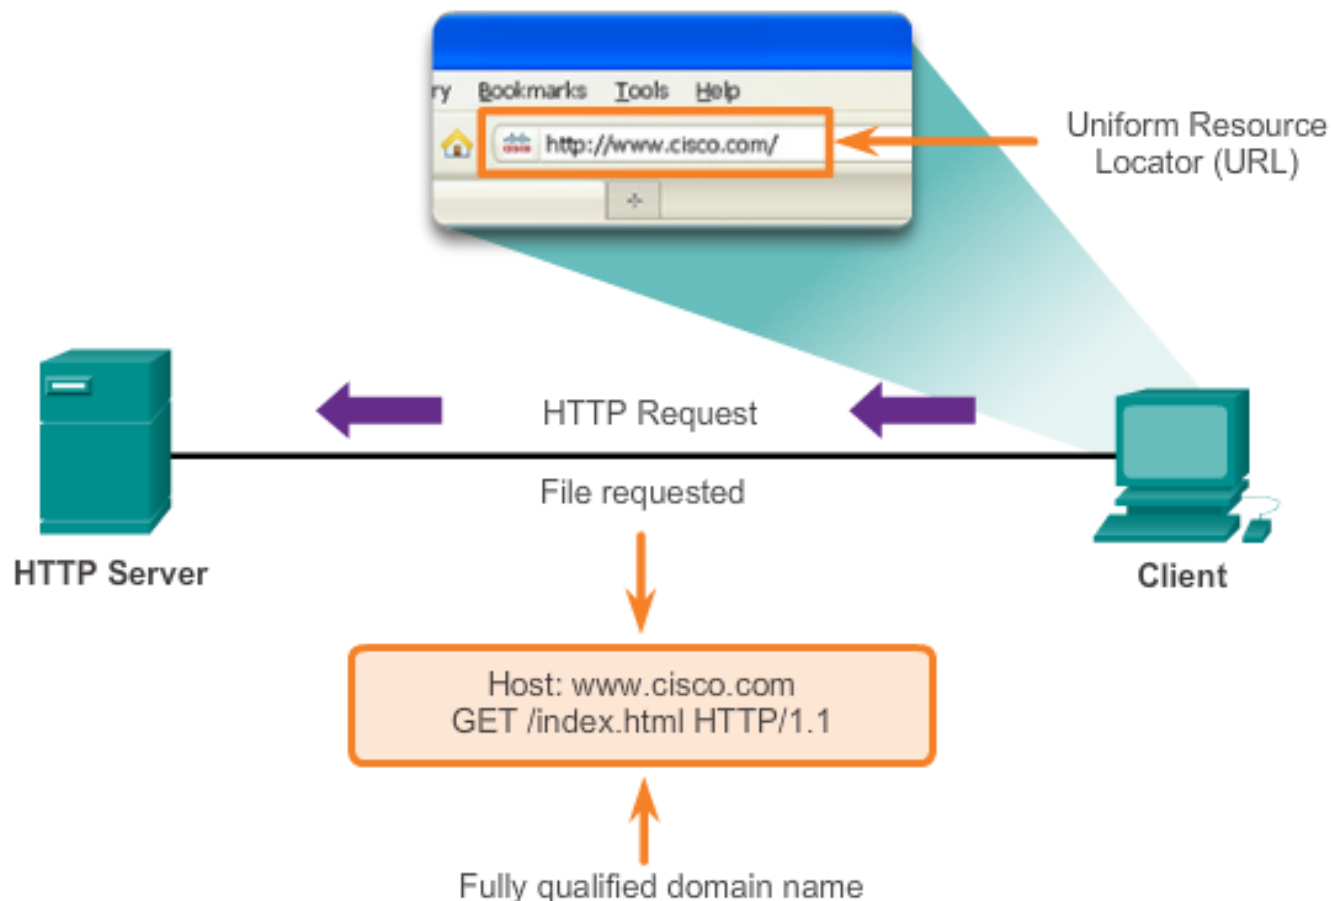 ry Bookmarks Tools Help
cisco http://www.cisco.com/
Uniform Resource
Locator (URL)
HTTP Request
File requested
HTTP Server
Client
Host: www.cisco.com
GET /index.html HTTP/1.1
Fully qualified domain name